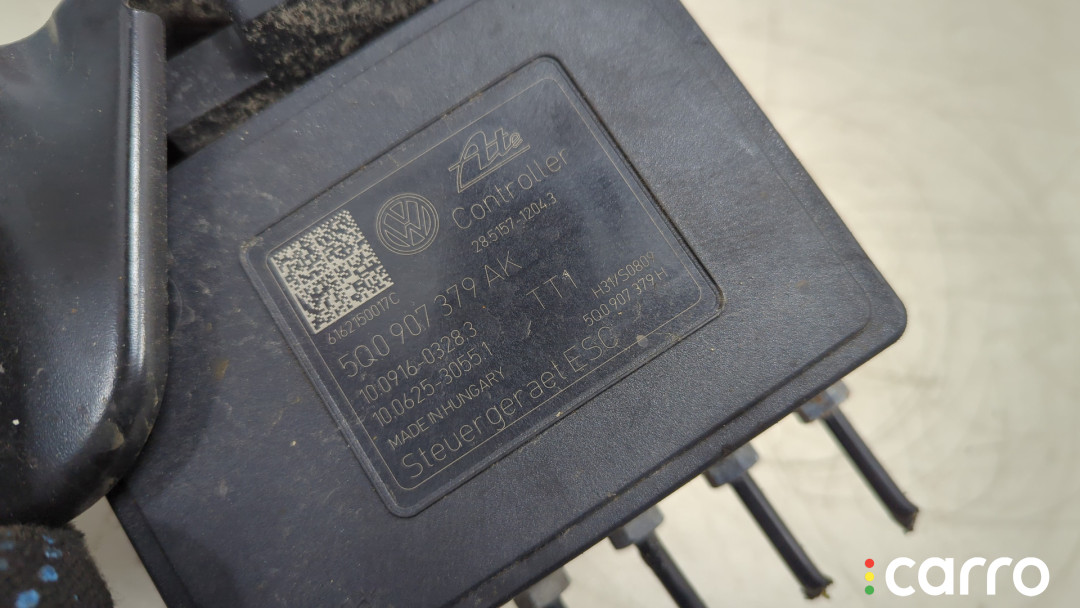 Ate
Controller
28.5157-1204.3
6162150017C
5Q0 907 379 AK
10.0916-0328.3
TT1
H31/S0809
10.0625-3055.1
5Q0 907 379 H
MADE IN HUNGARY
Steuergeraet ESC
carro